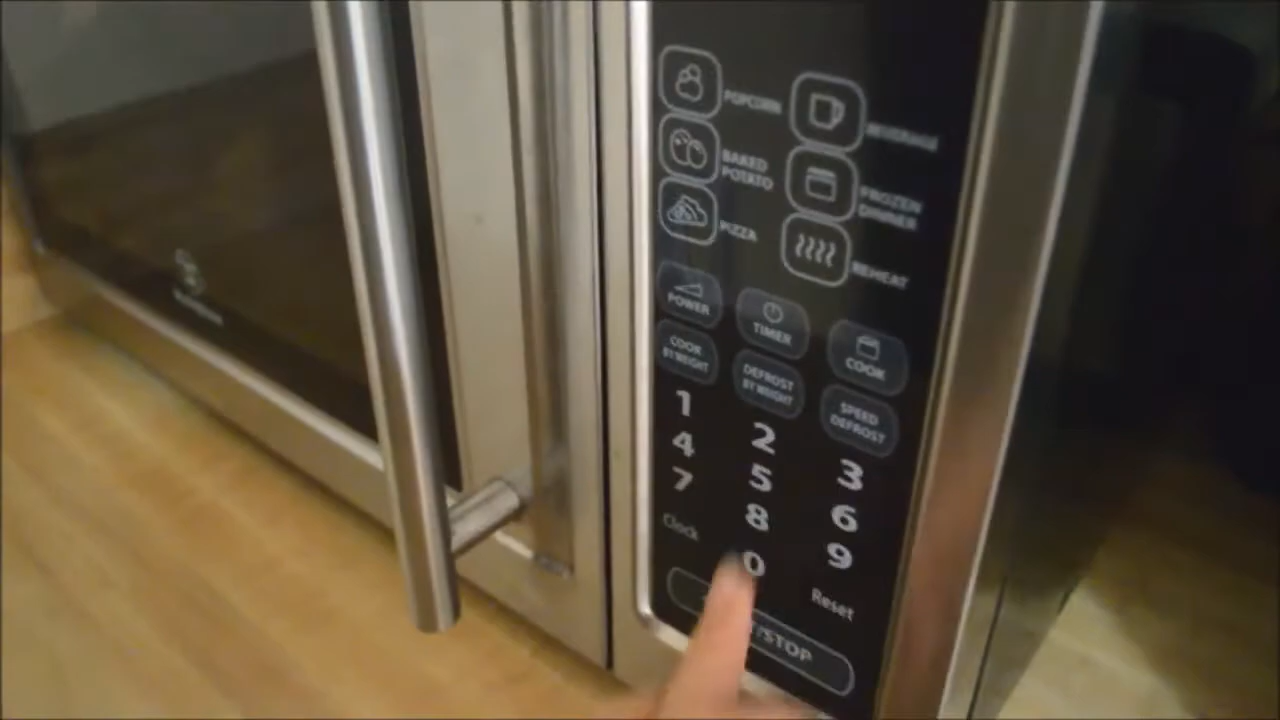 POPCORN
BEVERAGE
BAKED
POTATO
FROZEN
DINNER
PIZZA
REHEAT
POWER
TIMER
COOK
COOK
BY WEIGHT
DEFROST
BY WEIGHT
SPEED
DEFROST
1 2 3
4 5 6
7 8 9
Clock 0 Reset
/STOP